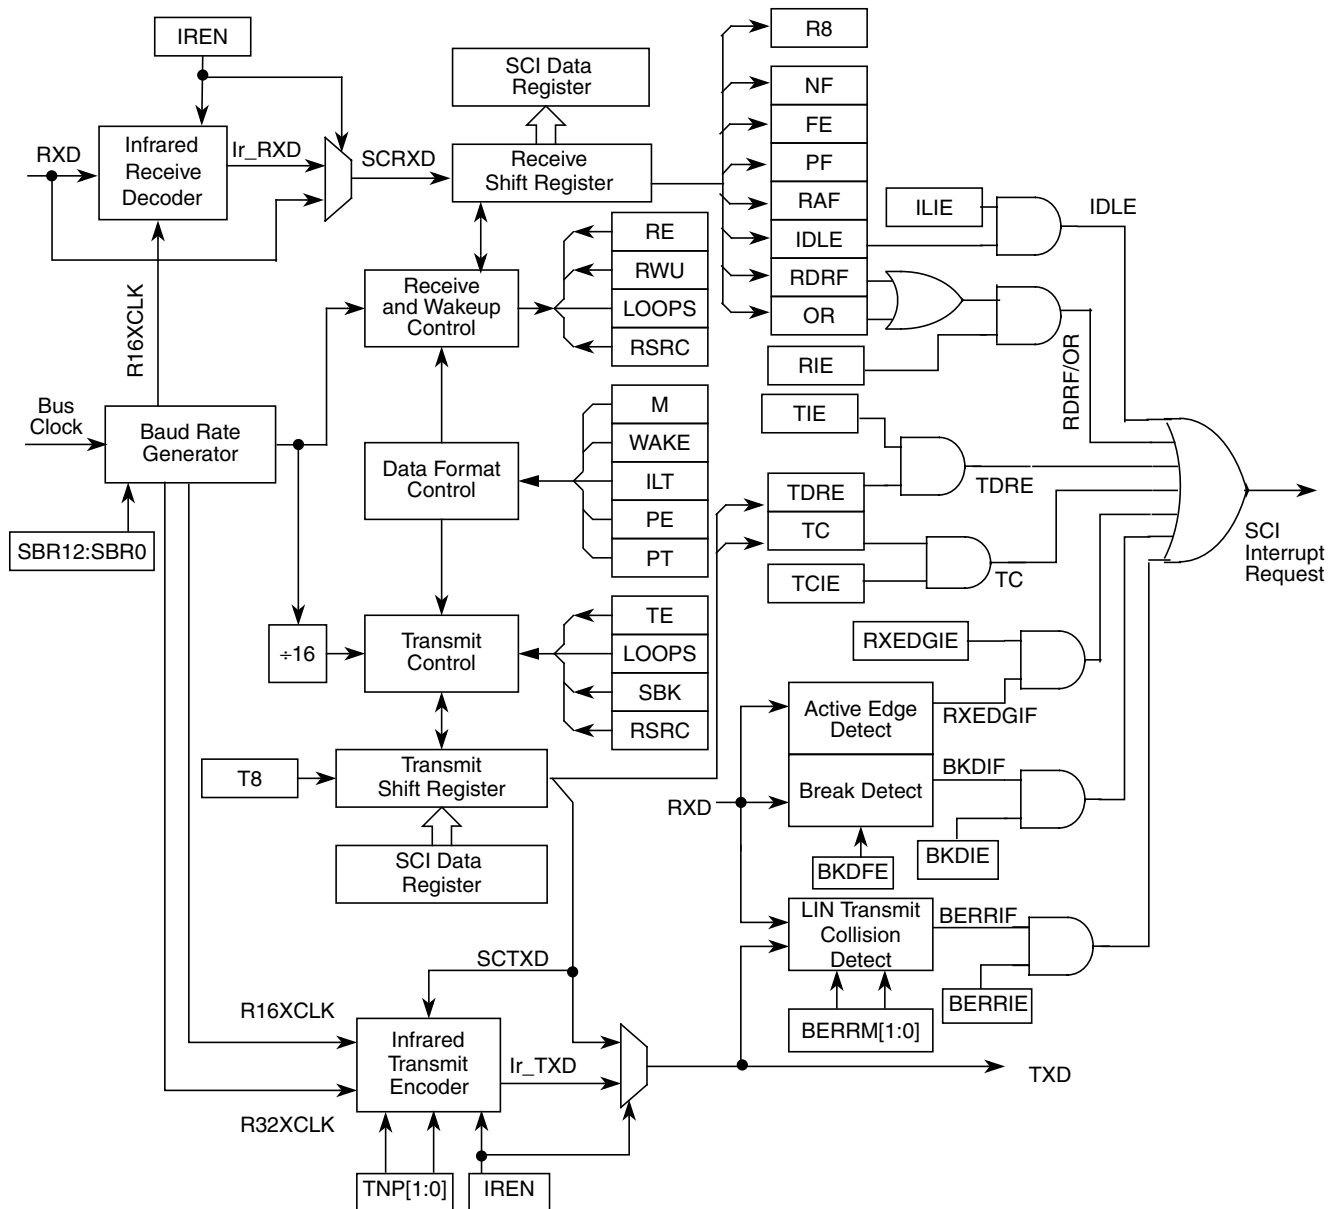 IREN
SCI Data
Register
R8
NF
FE
PF
RAF
IDLE
RDRF
OR
RXD
Infrared
Receive
Decoder
Ir_RXD
SCRXD
Receive
Shift Register
ILIE
IDLE
RE
RWU
LOOPS
RSRC
Receive
and Wakeup
Control
R16XCLK
RIE
RDRF/OR
Bus
Clock
Baud Rate
Generator
M
WAKE
ILT
PE
PT
Data Format
Control
TIE
TDRE
TC
TDRE
TCIE
TC
SBR12:SBR0
SCI
Interrupt
Request
÷16
Transmit
Control
TE
LOOPS
SBK
RSRC
RXEDGIE
Active Edge
Detect
RXEDGIF
T8
Transmit
Shift Register
RXD
Break Detect
BKDIF
BKDIE
BKDFE
SCI Data
Register
LIN Transmit
Collision
Detect
BERRIF
BERRIE
BERRM[1:0]
SCTXD
R16XCLK
Infrared
Transmit
Encoder
Ir_TXD
R32XCLK
TXD
TNP[1:0]
IREN